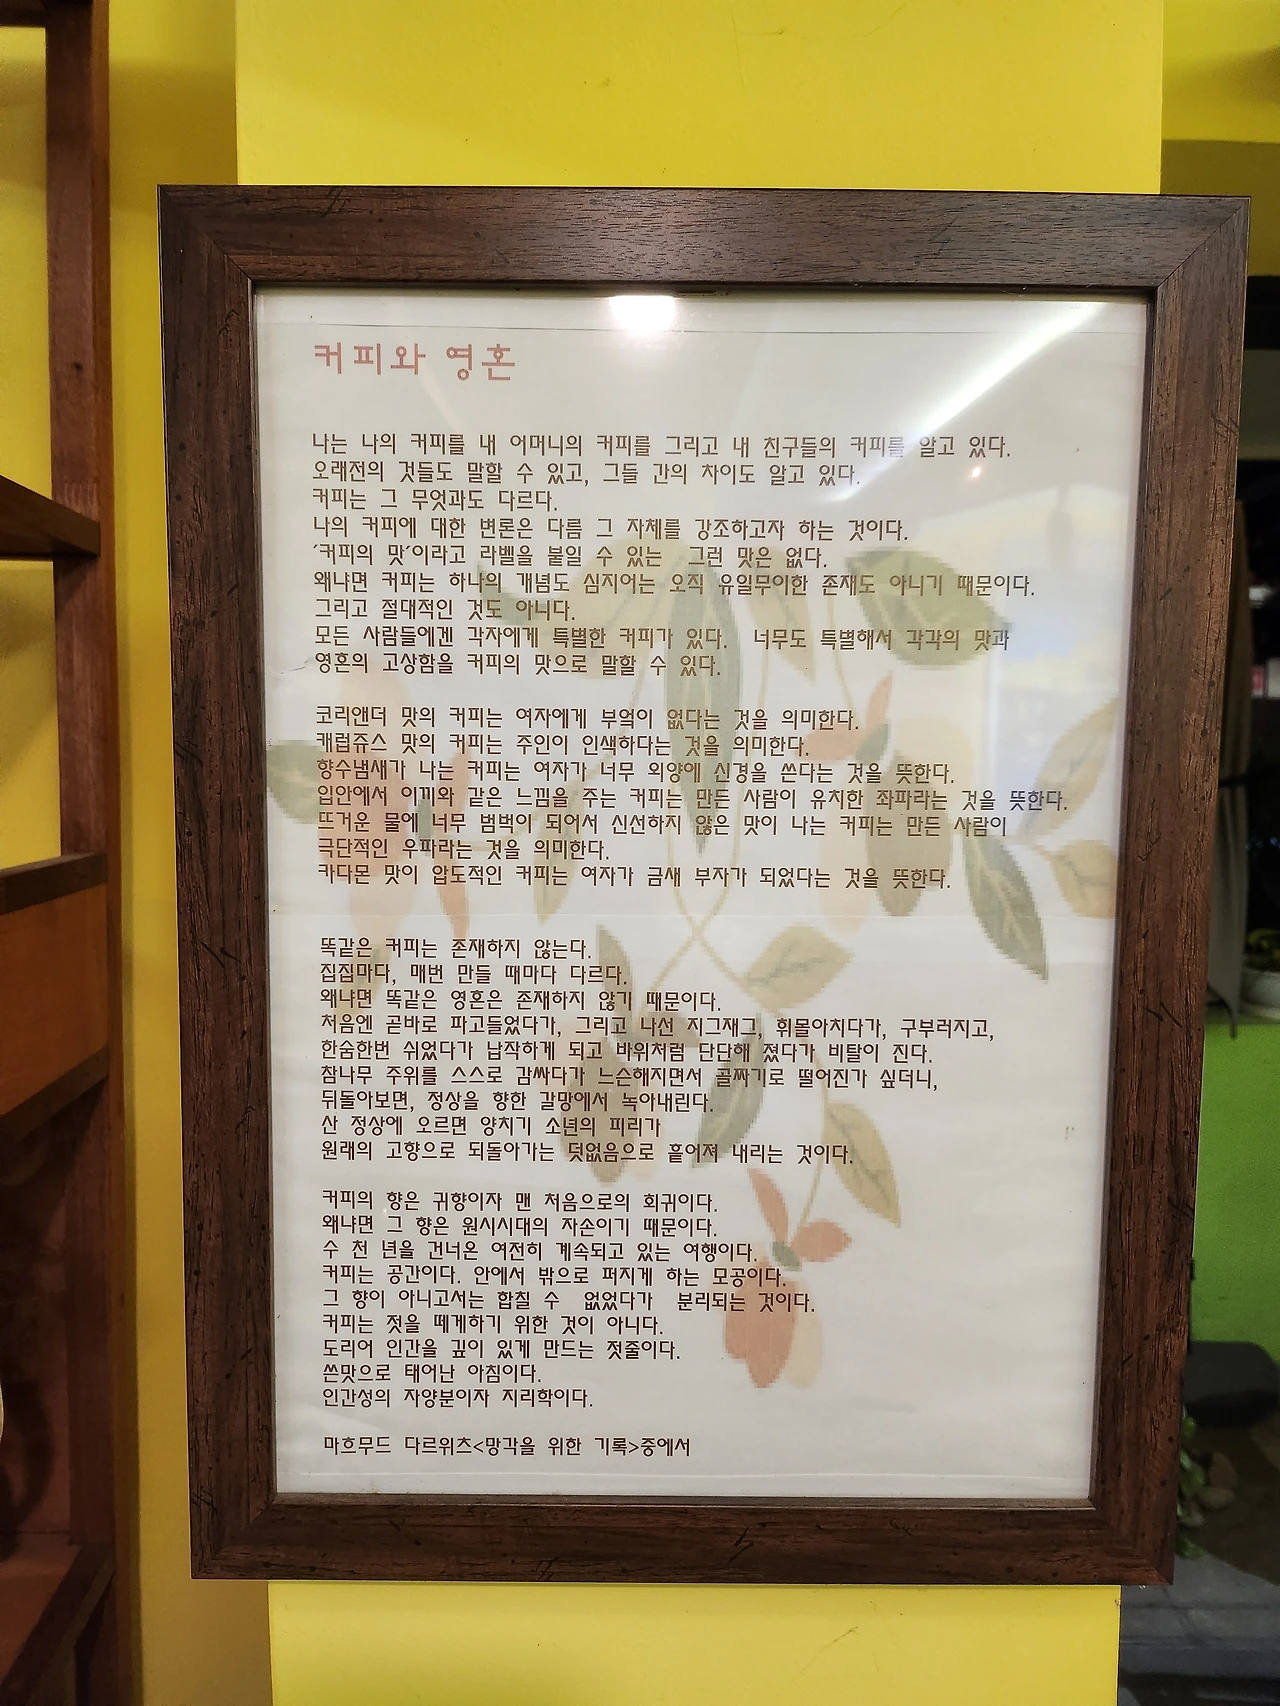 커피와 영혼
나는 나의 커피를 내 어머니의 커피를 그리고 내 친구들의 커피를 알고 있다.
오래전의 것들도 말할 수 있고, 그들 간의 차이도 알고 있다.
커피는 그 무엇과도 다르다.
나의 커피에 대한 변론은 다름 그 자체를 강조하고자 하는 것이다.
´커피의 맛´이라고 라벨을 붙일 수 있는 그런 맛은 없다.
왜냐면 커피는 하나의 개념도 심지어는 오직 유일무이한 존재도 아니기 때문이다.
그리고 절대적인 것도 아니다.
모든 사람들에겐 각자에게 특별한 커피가 있다. 너무도 특별해서 각각의 맛과
영혼의 고상함을 커피의 맛으로 말할 수 있다.
코리앤더 맛의 커피는 여자에게 부엌이 없다는 것을 의미한다.
캐럽쥬스 맛의 커피는 주인이 인색하다는 것을 의미한다.
향수냄새가 나는 커피는 여자가 너무 외양에 신경을 쓴다는 것을 뜻한다.
입안에서 이끼와 같은 느낌을 주는 커피는 만든 사람이 유치한 좌파라는 것을 뜻한다.
뜨거운 물에 너무 범벅이 되어서 신선하지 않은 맛이 나는 커피는 만든 사람이
극단적인 우파라는 것을 의미한다.
카다몬 맛이 압도적인 커피는 여자가 금새 부자가 되었다는 것을 뜻한다.
똑같은 커피는 존재하지 않는다.
집집마다, 매번 만들 때마다 다르다.
왜냐면 똑같은 영혼은 존재하지 않기 때문이다.
처음엔 곧바로 파고들었다가, 그리고 나선 지그재그, 휘몰아치다가, 구부러지고,
한숨한번 쉬었다가 납작하게 되고 바위처럼 단단해 졌다가 비탈이 진다.
참나무 주위를 스스로 감싸다가 느슨해지면서 골짜기로 떨어진가 싶더니,
뒤돌아보면, 정상을 향한 갈망에서 녹아내린다.
산 정상에 오르면 양치기 소년의 피리가
원래의 고향으로 되돌아가는 덧없음으로 흩어져 내리는 것이다.
커피의 향은 귀향이자 맨 처음으로의 회귀이다.
왜냐면 그 향은 원시시대의 자손이기 때문이다.
수 천 년을 건너온 여전히 계속되고 있는 여행이다.
커피는 공간이다. 안에서 밖으로 퍼지게 하는 모공이다.
그 향이 아니고서는 합칠 수 없었다가 분리되는 것이다.
커피는 젓을 떼게하기 위한 것이 아니다.
도리어 인간을 깊이 있게 만드는 젓줄이다.
쓴맛으로 태어난 아침이다.
인간성의 자양분이자 지리학이다.
마흐무드 다르위츠<망각을 위한 기록>중에서